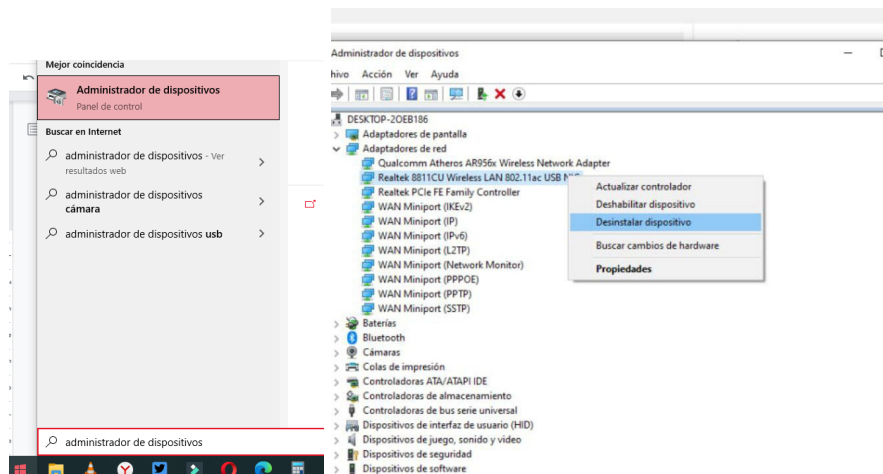 Mejor coincidencia
Administrador de dispositivos
Panel de control
Buscar en Internet
administrador de dispositivos - Ver
resultados web
administrador de dispositivos
cámara
administrador de dispositivos usb
administrador de dispositivos
Administrador de dispositivos
hivo Acción Ver Ayuda
DESKTOP-2OEB186
Adaptadores de pantalla
Adaptadores de red
Qualcomm Atheros AR956x Wireless Network Adapter
Realtek 8811CU Wireless LAN 802.11ac USB NIC
Realtek PCIe FE Family Controller
WAN Miniport (IKEv2)
WAN Miniport (IP)
WAN Miniport (IPv6)
WAN Miniport (L2TP)
WAN Miniport (Network Monitor)
WAN Miniport (PPPOE)
WAN Miniport (PPTP)
WAN Miniport (SSTP)
Baterías
Bluetooth
Cámaras
Colas de impresión
Controladoras ATA/ATAPI IDE
Controladoras de almacenamiento
Controladoras de bus serie universal
Dispositivos de interfaz de usuario (HID)
Dispositivos de juego, sonido y vídeo
Dispositivos de seguridad
Dispositivos de software
Actualizar controlador
Deshabilitar dispositivo
Desinstalar dispositivo
Buscar cambios de hardware
Propiedades